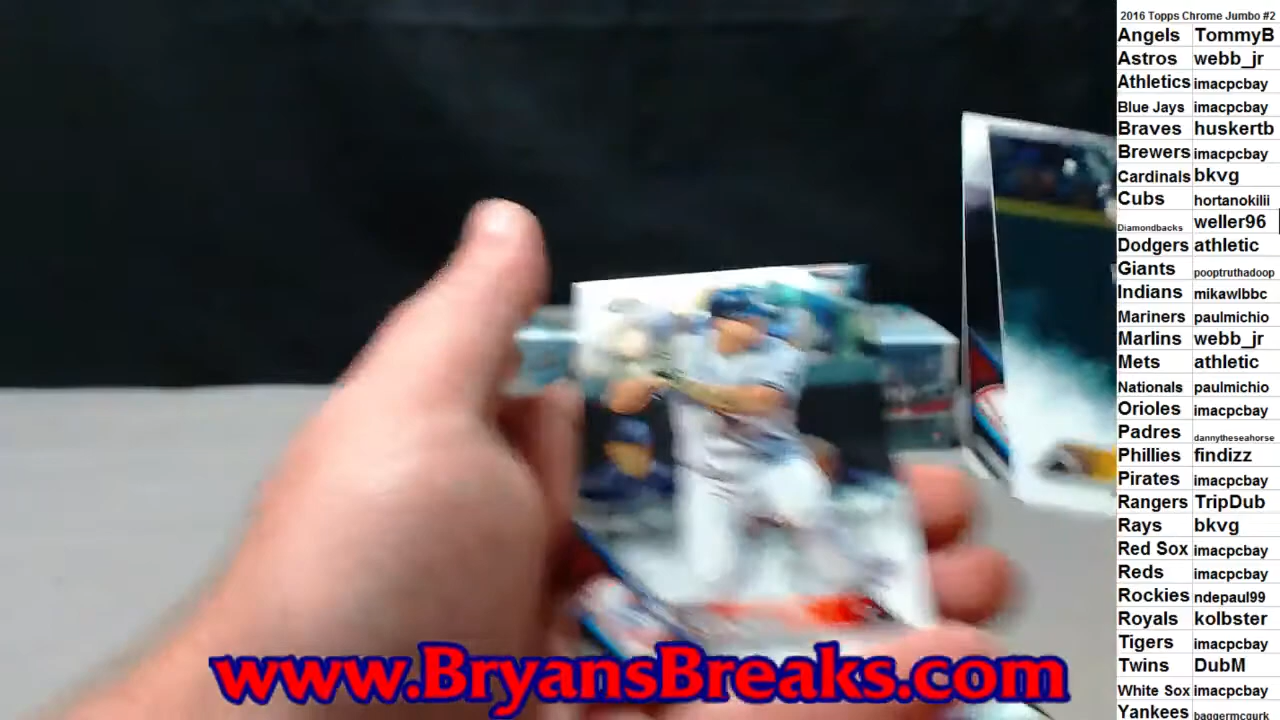 2016 Topps Chrome Jumbo #2
Angels TommyB
Astros webb_jr
Athletics imacpcbay
Blue Jays imacpcbay
Braves huskertb
Brewers imacpcbay
Cardinals bkvg
Cubs hortanokilii
Diamondbacks weller96
Dodgers athletic
Giants pooptruthadoop
Indians mikawlbbc
Mariners paulmichio
Marlins webb_jr
Mets athletic
Nationals paulmichio
Orioles imacpcbay
Padres dannytheseahorse
Phillies findizz
Pirates imacpcbay
Rangers TripDub
Rays bkvg
Red Sox imacpcbay
Reds imacpcbay
Rockies ndepaul99
Royals kolbster
Tigers imacpcbay
Twins DubM
White Sox imacpcbay
Yankees baggermcgurk
www.BryansBreaks.com